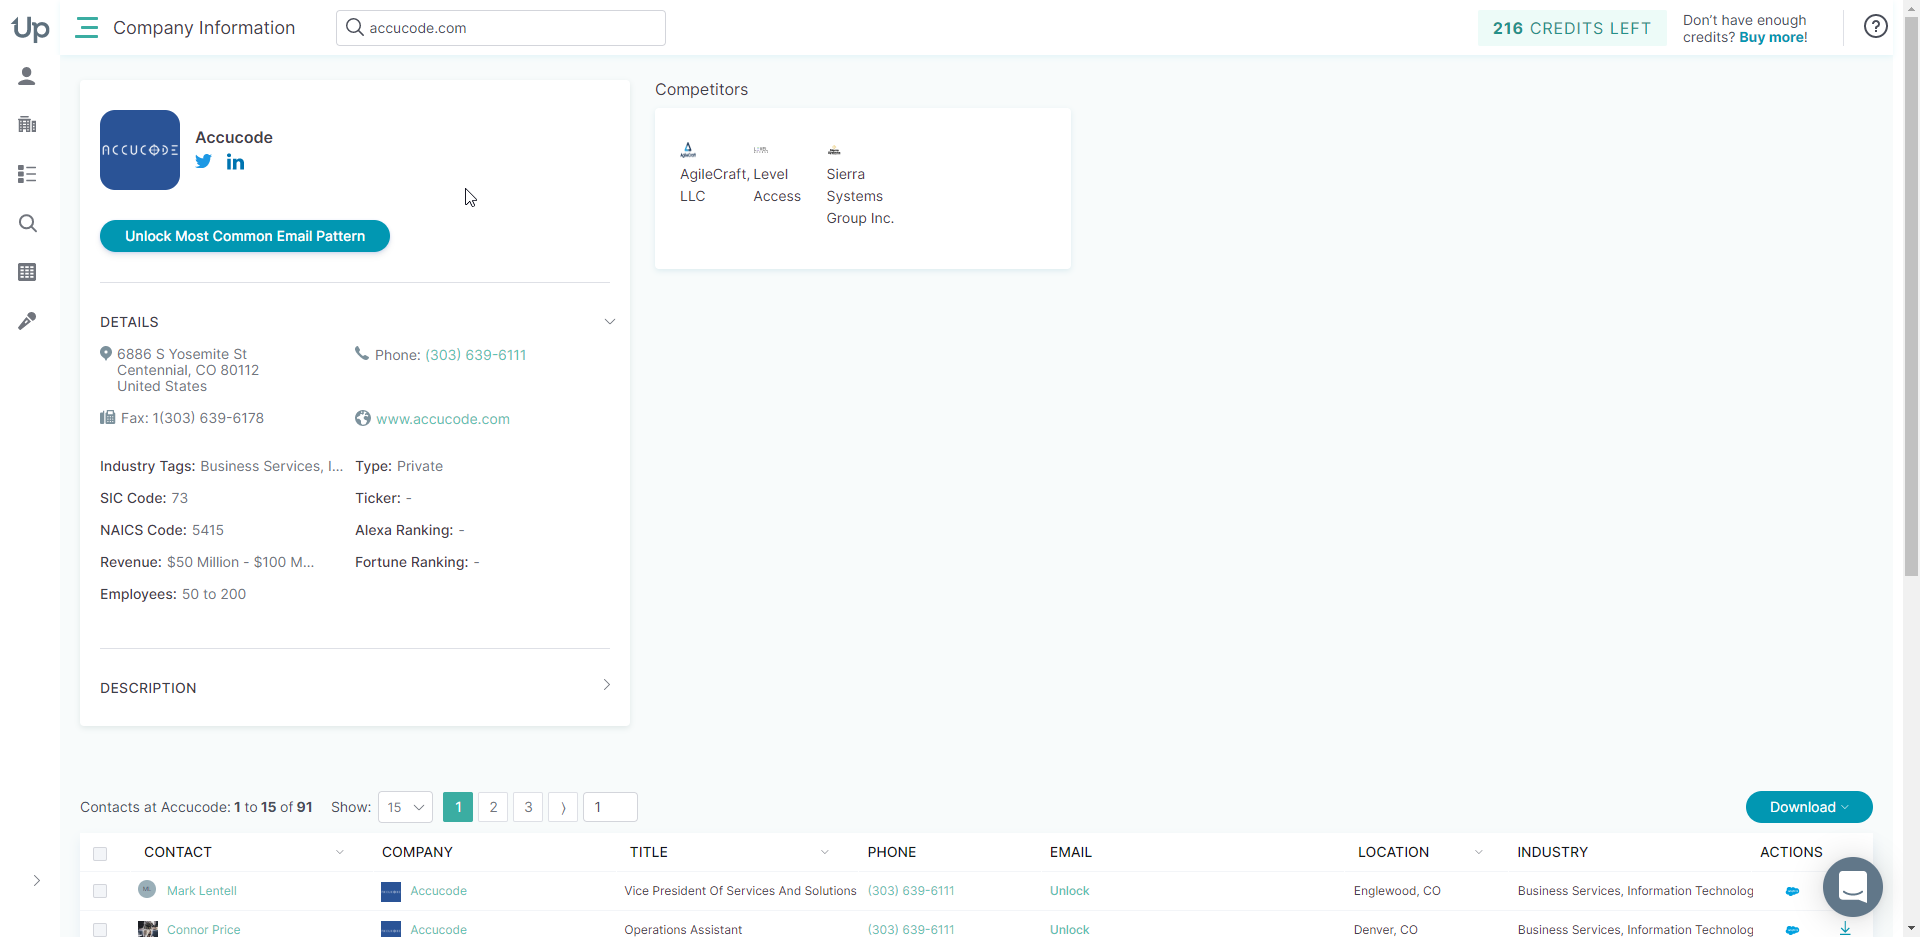 Up
Company Information
accucode.com
216 CREDITS LEFT
Don't have enough
credits? Buy more!
ACCUCODE
Accucode
Unlock Most Common Email Pattern
DETAILS
6886 S Yosemite St
Centennial, CO 80112
United States
Phone: (303) 639-6111
Fax: 1(303) 639-6178
www.accucode.com
Industry Tags: Business Services, I...
Type: Private
SIC Code: 73
Ticker: -
NAICS Code: 5415
Alexa Ranking: -
Revenue: $50 Million - $100 M...
Fortune Ranking: -
Employees: 50 to 200
DESCRIPTION
Competitors
AgileCraft,
LLC
Level
Access
Sierra
Systems
Group Inc.
Contacts at Accucode: 1 to 15 of 91
Show: 15
1 2 3 ⟩ 1
Download
CONTACT COMPANY TITLE PHONE EMAIL LOCATION INDUSTRY ACTIONS
Mark Lentell Accucode Vice President Of Services And Solutions (303) 639-6111 Unlock Englewood, CO Business Services, Information Technolog
Connor Price Accucode Operations Assistant (303) 639-6111 Unlock Denver, CO Business Services, Information Technolog